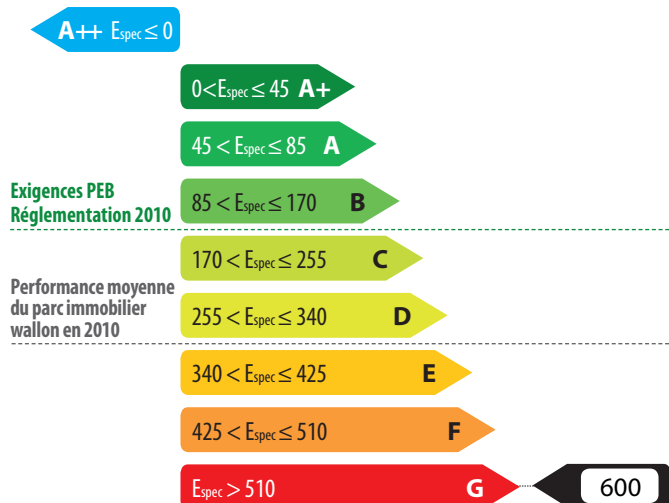 A++ Espec ≤ 0
0 < Espec ≤ 45 A+
45 < Espec ≤ 85 A
Exigences PEB
Réglementation 2010
85 < Espec ≤ 170 B
170 < Espec ≤ 255 C
Performance moyenne
du parc immobilier
wallon en 2010
255 < Espec ≤ 340 D
340 < Espec ≤ 425 E
425 < Espec ≤ 510 F
Espec > 510 G 600